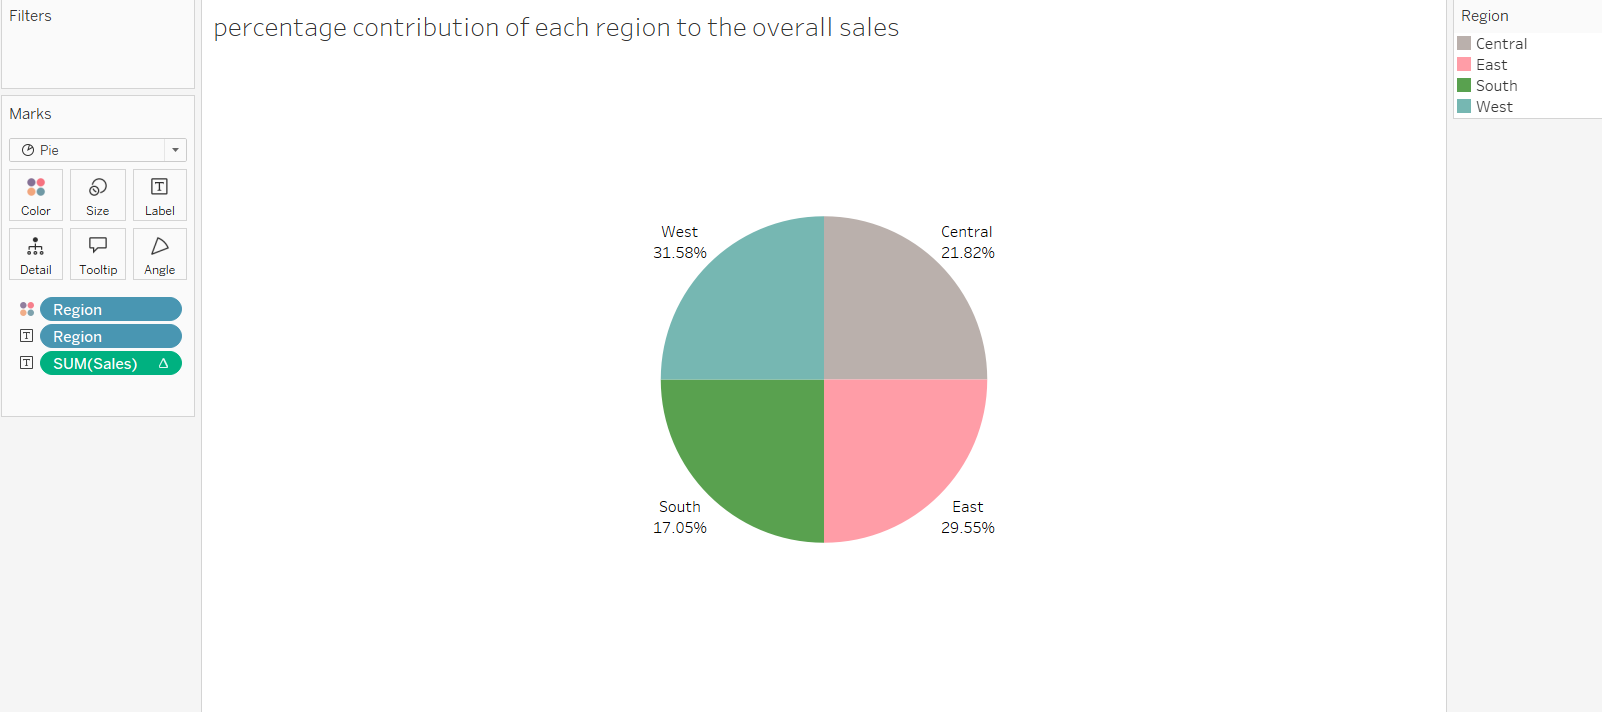 Filters
Marks
Pie
Color Size Label
Detail Tooltip Angle
Region
T Region
T SUM(Sales) Δ
percentage contribution of each region to the overall sales
West
31.58%
Central
21.82%
South
17.05%
East
29.55%
Region
Central
East
South
West